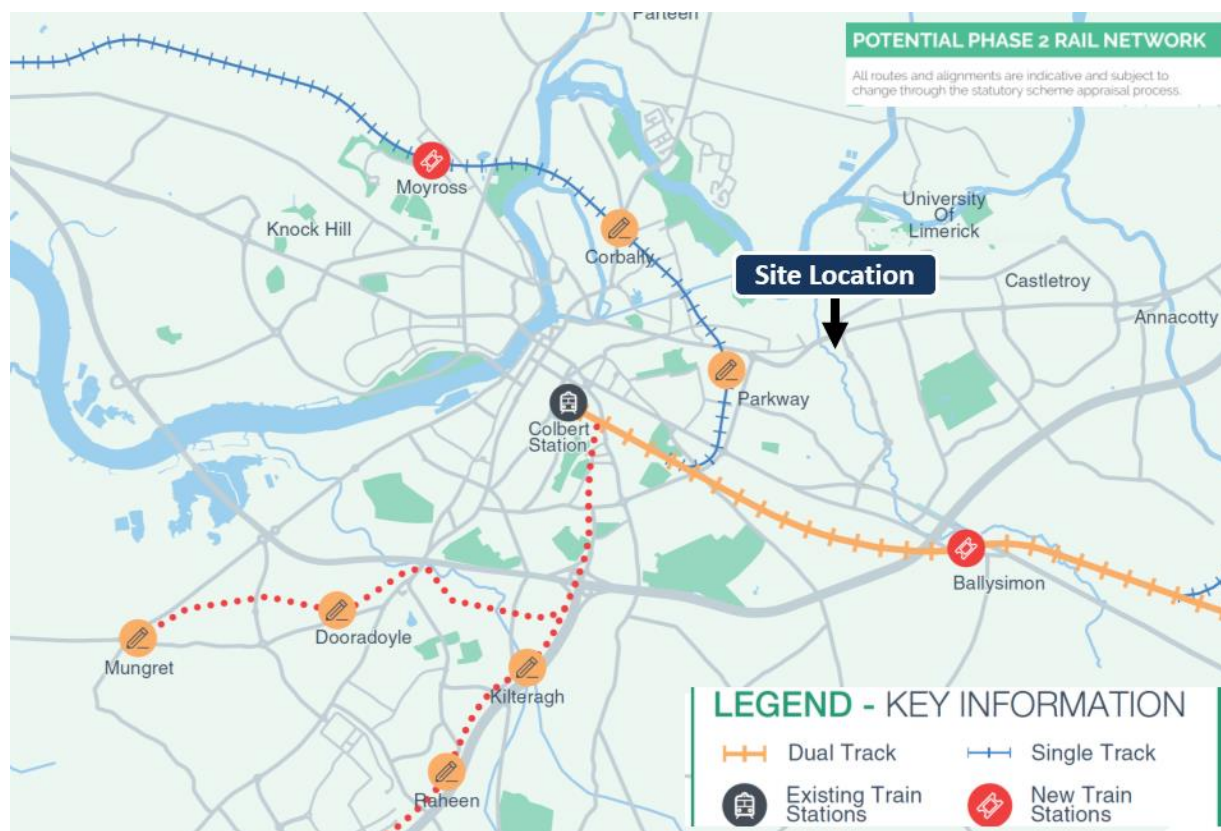 Parteen
POTENTIAL PHASE 2 RAIL NETWORK
All routes and alignments are indicative and subject to
change through the statutory scheme appraisal process.
Moyross
Knock Hill
Corbally
University
Of
Limerick
Site Location
Castletroy
Annacotty
Parkway
Colbert
Station
Ballysimon
Dooradoyle
Mungret
Kilteragh
Raheen
LEGEND - KEY INFORMATION
Dual Track
Single Track
Existing Train
Stations
New Train
Stations